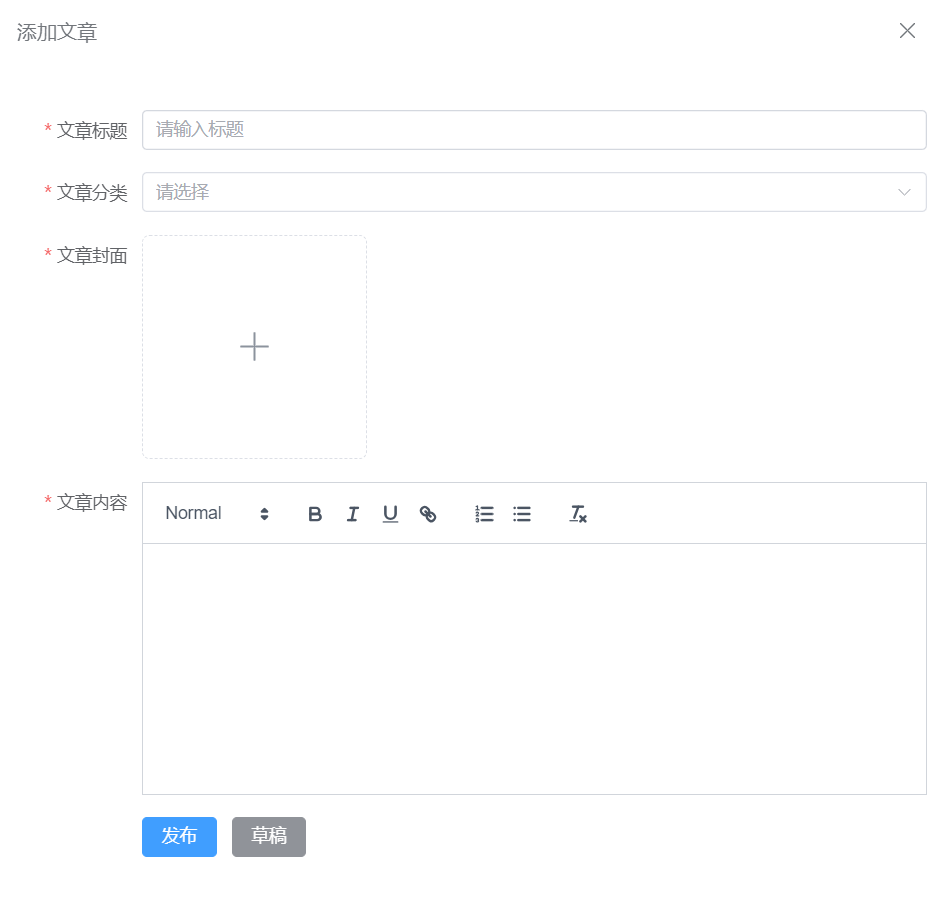 添加文章
* 文章标题 请输入标题
* 文章分类 请选择
* 文章封面
* 文章内容 Normal
发布 草稿